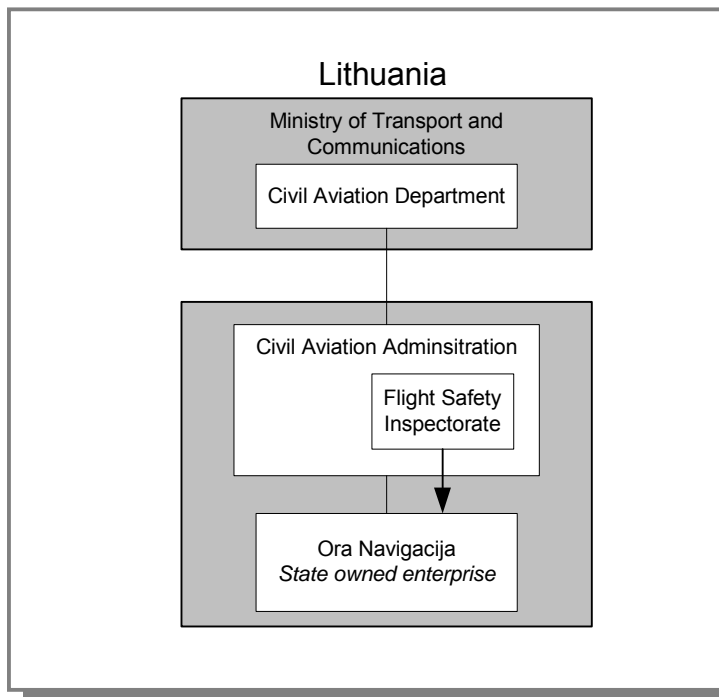 Lithuania
Ministry of Transport and
Communications
Civil Aviation Department
Civil Aviation Adminsitration
Flight Safety
Inspectorate
Ora Navigacija
State owned enterprise